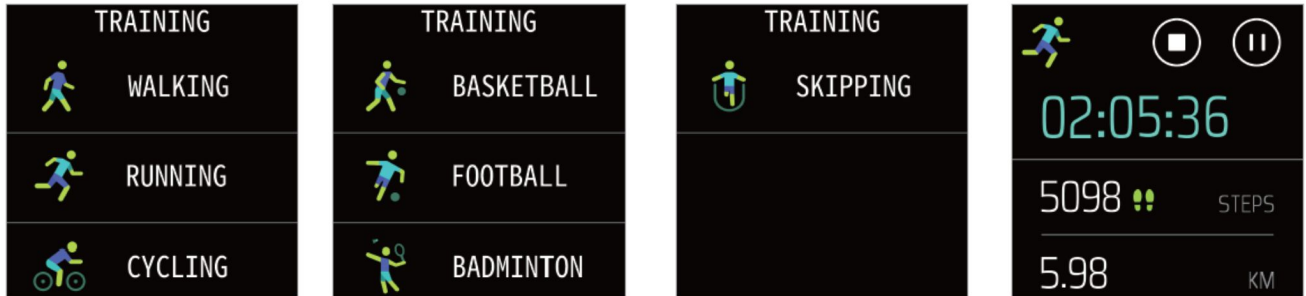 TRAINING
WALKING
RUNNING
CYCLING
TRAINING
BASKETBALL
FOOTBALL
BADMINTON
TRAINING
SKIPPING
02:05:36
5098 STEPS
5.98 KM